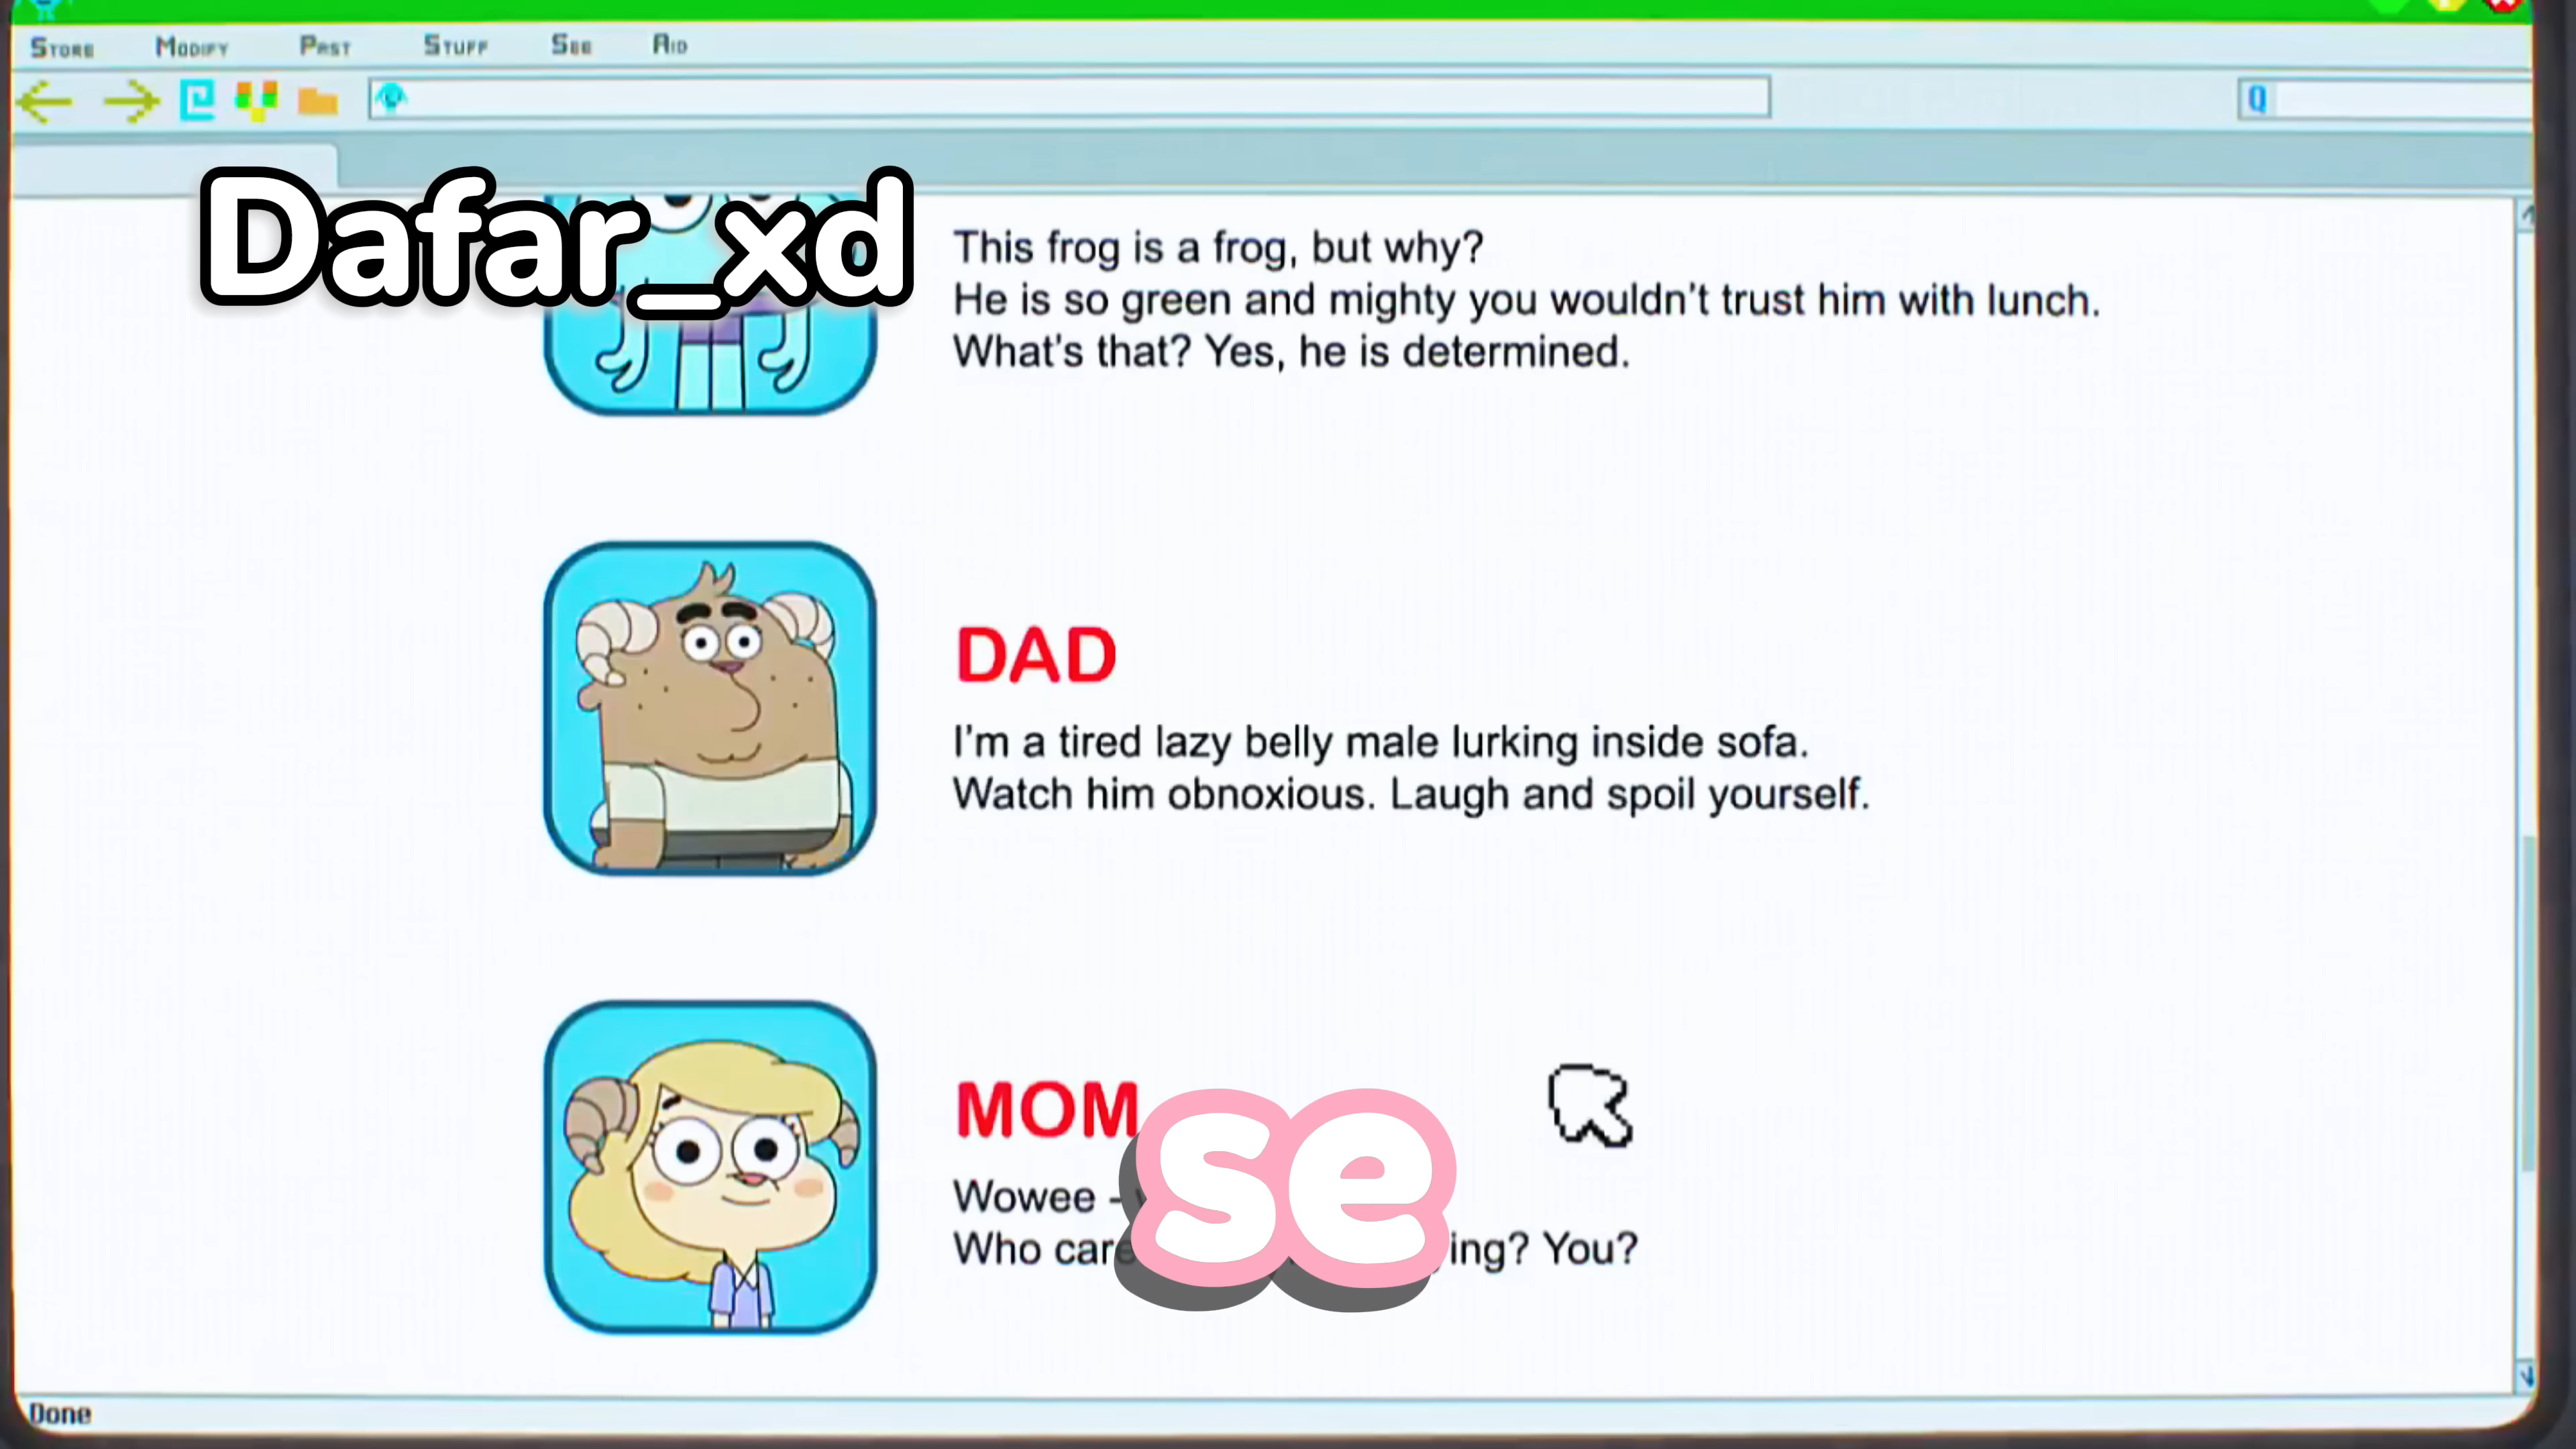 Store Modify Past Stuff See Aid
Q
Dafar_xd
This frog is a frog, but why?
He is so green and mighty you wouldn't trust him with lunch.
What's that? Yes, he is determined.
DAD
I'm a tired lazy belly male lurking inside sofa.
Watch him obnoxious. Laugh and spoil yourself.
MOM
se
Wowee -
Who ing? You?
Done